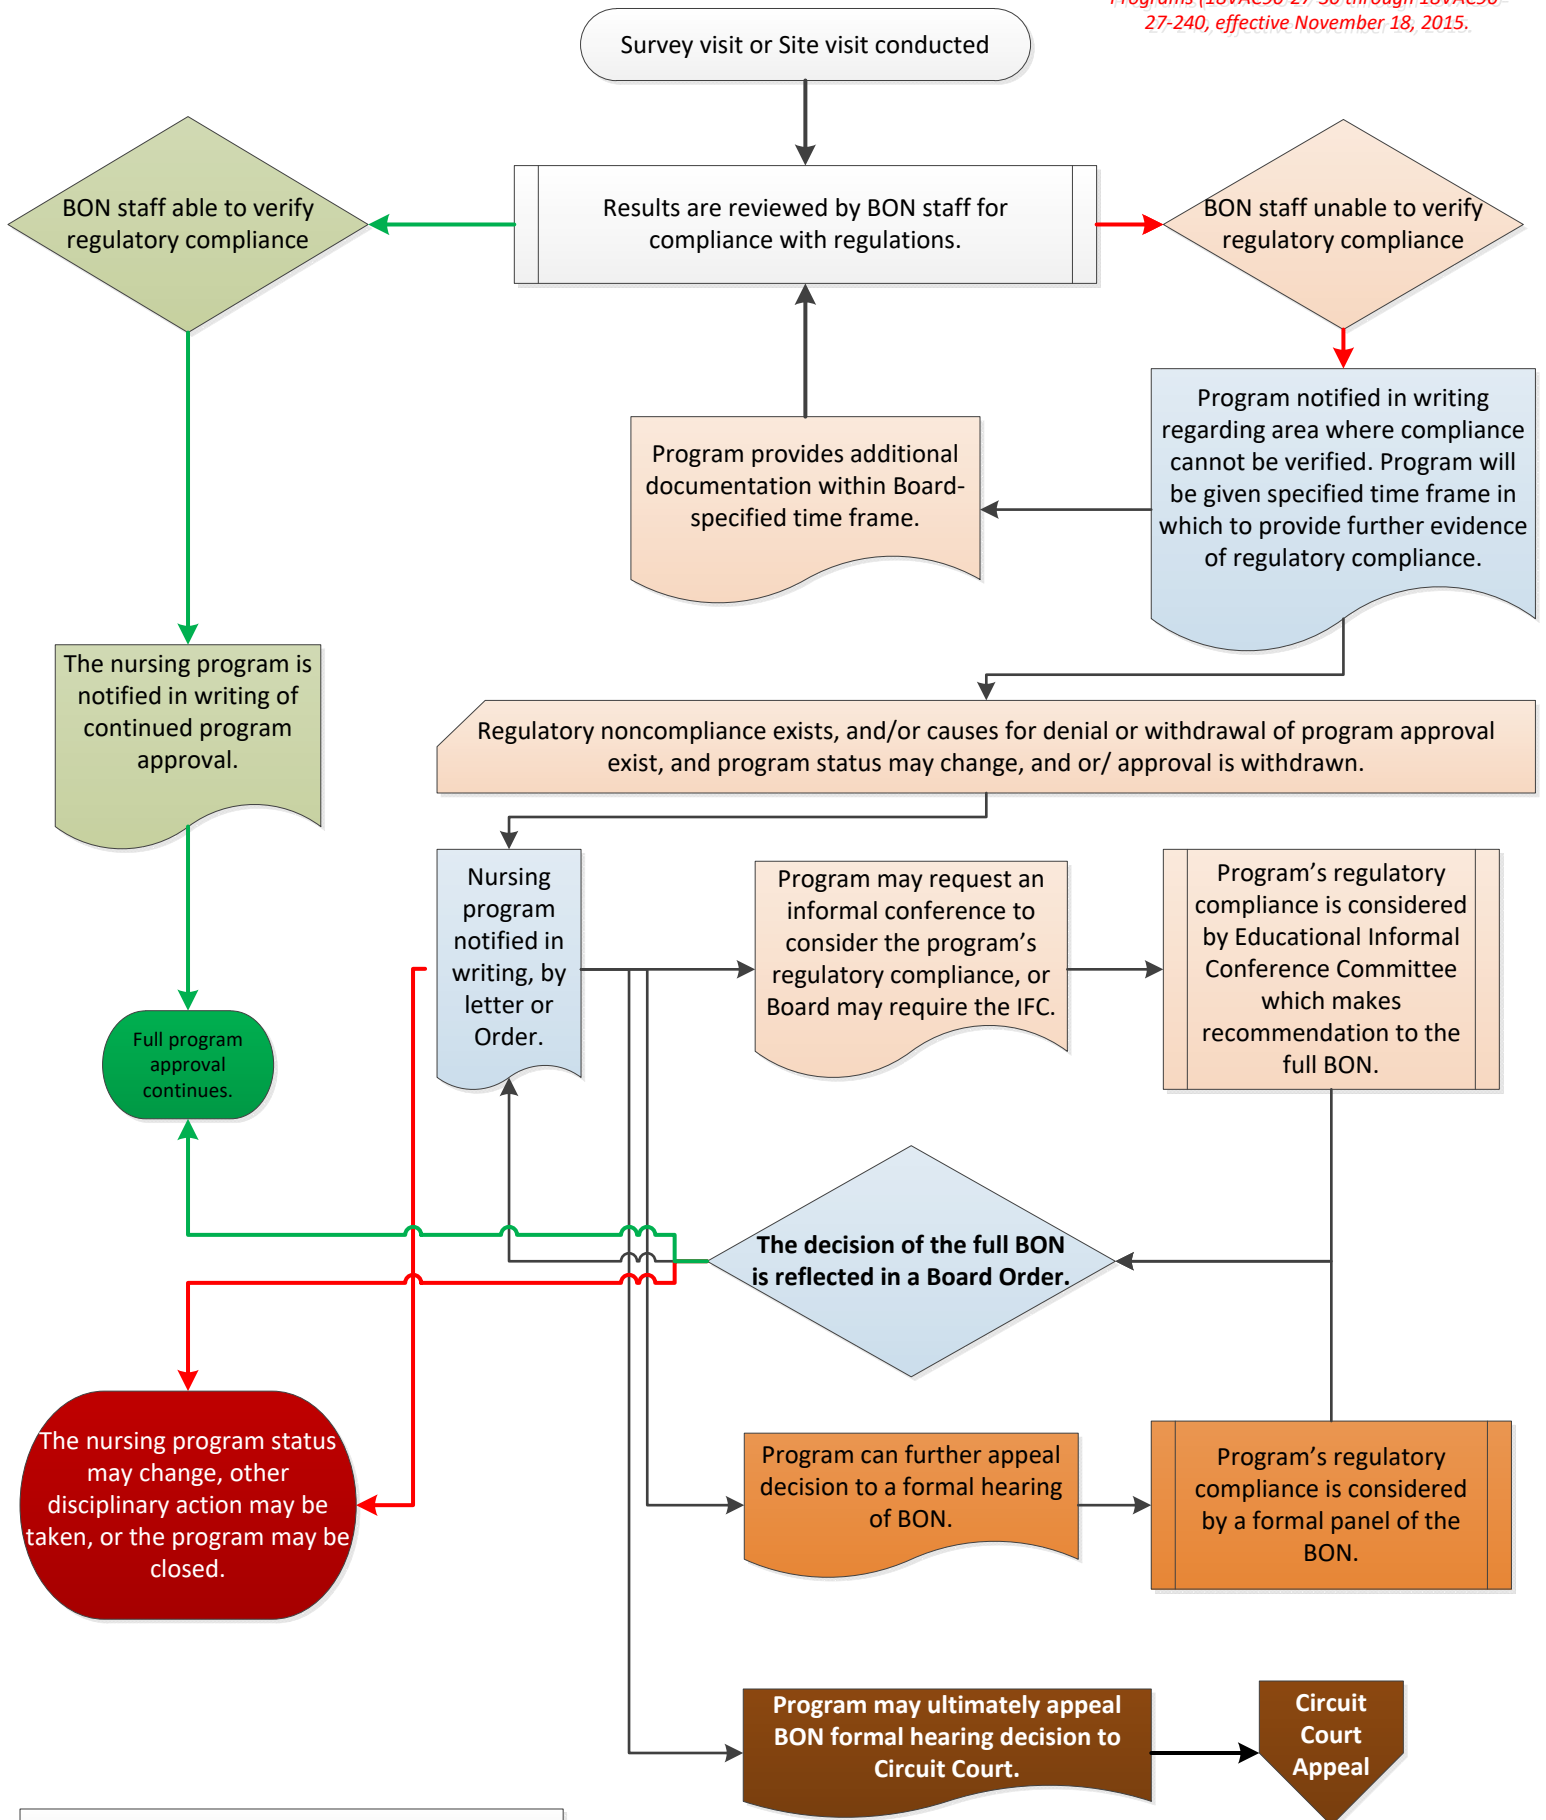 Programs (18VAC90-27-30 through 18VAC90-
27-240, effective November 18, 2015.
Survey visit or Site visit conducted
BON staff able to verify
regulatory compliance
Results are reviewed by BON staff for
compliance with regulations.
BON staff unable to verify
regulatory compliance
Program notified in writing
regarding area where compliance
cannot be verified. Program will
be given specified time frame in
which to provide further evidence
of regulatory compliance.
Program provides additional
documentation within Board-
specified time frame.
The nursing program is
notified in writing of
continued program
approval.
Regulatory noncompliance exists, and/or causes for denial or withdrawal of program approval
exist, and program status may change, and or/ approval is withdrawn.
Nursing
program
notified in
writing, by
letter or
Order.
Program may request an
informal conference to
consider the program’s
regulatory compliance, or
Board may require the IFC.
Program’s regulatory
compliance is considered
by Educational Informal
Conference Committee
which makes
recommendation to the
full BON.
Full program
approval
continues.
The decision of the full BON
is reflected in a Board Order.
The nursing program status
may change, other
disciplinary action may be
taken, or the program may be
closed.
Program can further appeal
decision to a formal hearing
of BON.
Program’s regulatory
compliance is considered
by a formal panel of the
BON.
Program may ultimately appeal
BON formal hearing decision to
Circuit Court.
Circuit
Court
Appeal